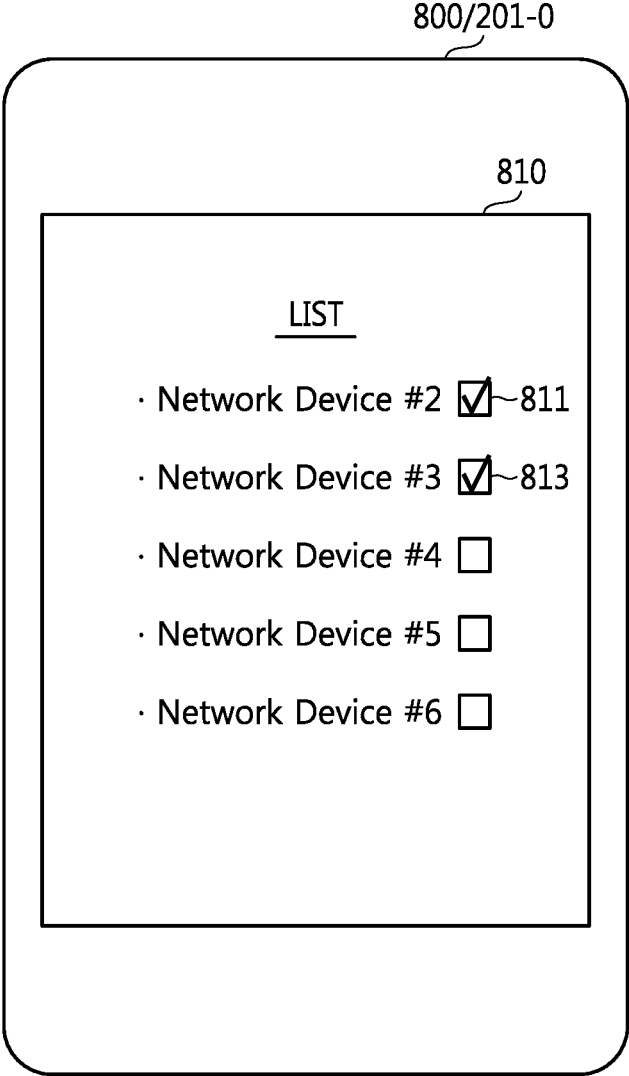 800/201-0
810
LIST
· Network Device #2 811
· Network Device #3 813
· Network Device #4
· Network Device #5
· Network Device #6